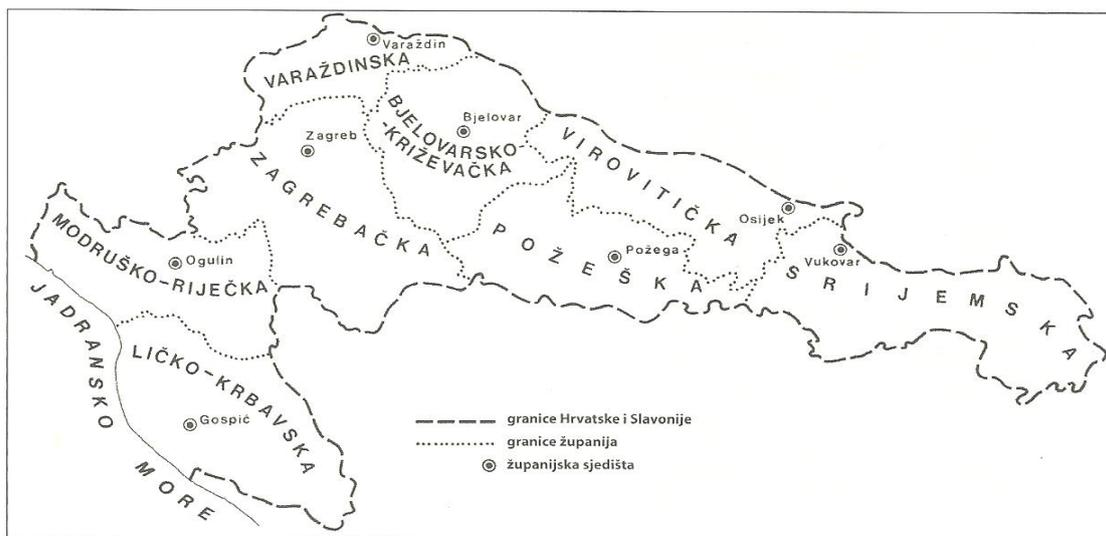 Varaždin
VARAŽDINSKA
BJELOVARSKO-
-KRIŽEVAČKA
Bjelovar
Zagreb
ZAGREBAČKA
VIROVITIČKA
Osijek
POŽEŠKA
Požega
Vukovar
SRIJEMSKA
MODRUŠKO-RIJEČKA
Ogulin
JADRANSKO
MORE
LIČKO-KRBAVSKA
Gospić
granice Hrvatske i Slavonije
granice županija
županijska sjedišta